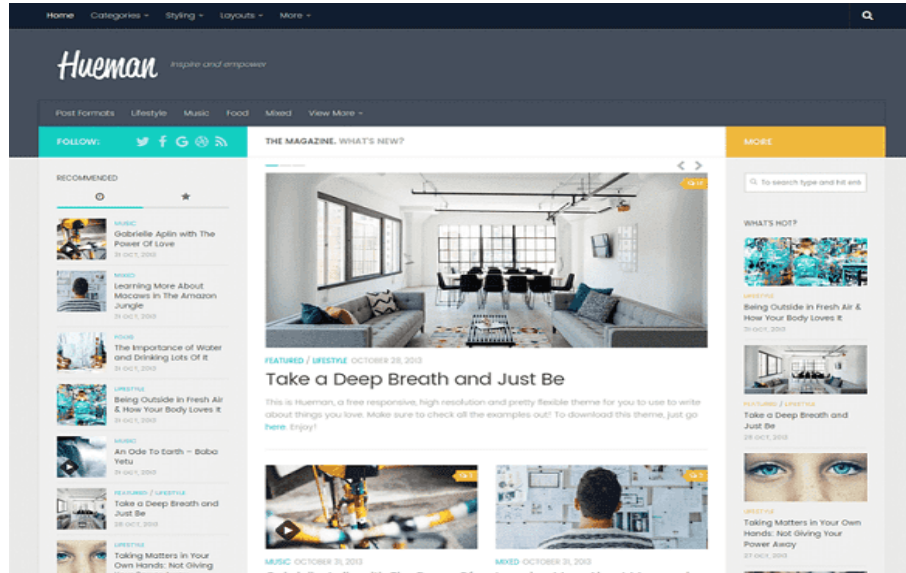 Home Categories Styling Layouts More
Hueman Inspire and empower
Post Formats Lifestyle Music Food Mixed View More
FOLLOW:
THE MAGAZINE. WHAT'S NEW?
MORE
RECOMMENDED
MUSIC
Gabrielle Aplin with The
Power Of Love
31 OCT, 2013
MIXED
Learning More About
Macaws in The Amazon
Jungle
31 OCT, 2013
FOOD
The Importance of Water
and Drinking Lots Of It
31 OCT, 2013
LIFESTYLE
Being Outside in Fresh Air
& How Your Body Loves It
31 OCT, 2013
MUSIC
An Ode To Earth – Baba
Yetu
31 OCT, 2013
FEATURED / LIFESTYLE
Take a Deep Breath and
Just Be
28 OCT, 2013
LIFESTYLE
Taking Matters in Your
Own Hands: Not Giving
FEATURED / LIFESTYLE OCTOBER 28, 2013
Take a Deep Breath and Just Be
This is Hueman, a free responsive, high resolution and pretty flexible theme for you to use to write
about things you love. Make sure to check all the examples out! To download this theme, just go
here. Enjoy!
MUSIC OCTOBER 31, 2013
MIXED OCTOBER 31, 2013
To search type and hit ent
WHAT'S HOT?
LIFESTYLE
Being Outside in Fresh Air &
How Your Body Loves It
31 OCT, 2013
FEATURED / LIFESTYLE
Take a Deep Breath and
Just Be
28 OCT, 2013
LIFESTYLE
Taking Matters in Your Own
Hands: Not Giving Your
Power Away
27 OCT, 2013